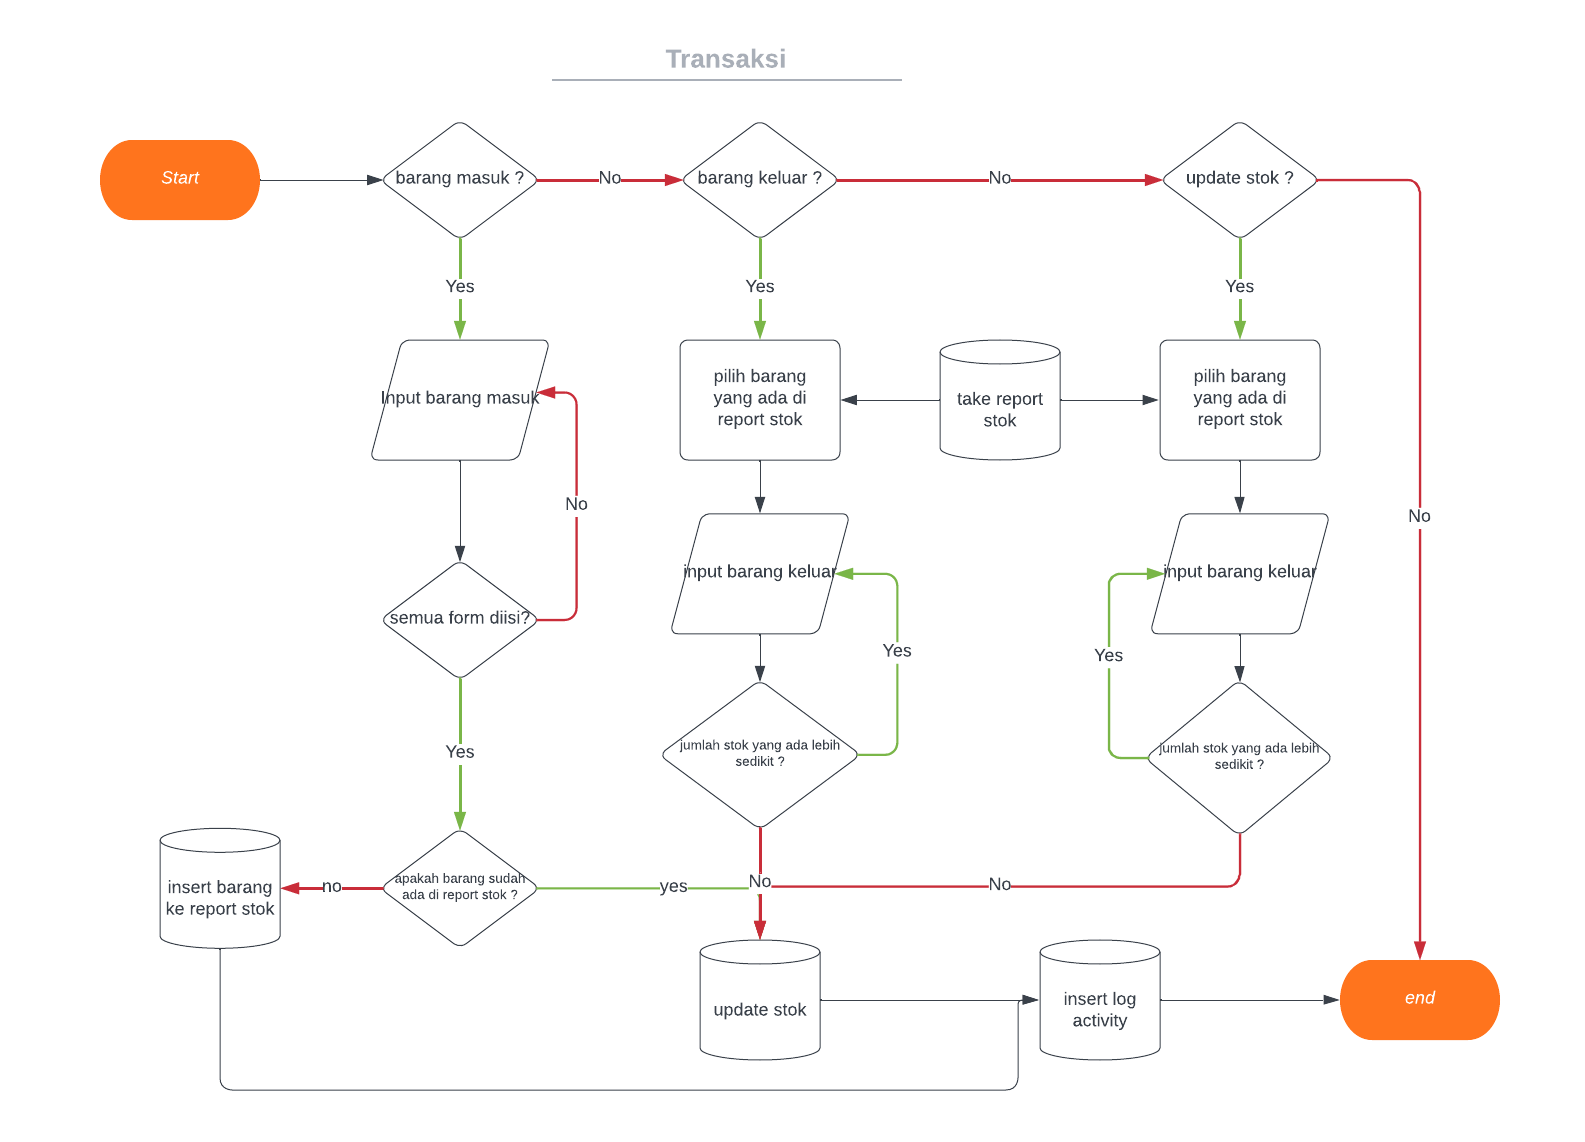 Transaksi
Start
barang masuk ?
No
barang keluar ?
No
update stok ?
Yes
Yes
Yes
Input barang masuk
pilih barang
yang ada di
report stok
take report
stok
pilih barang
yang ada di
report stok
No
No
input barang keluar
input barang keluar
semua form diisi?
Yes
Yes
Yes
jumlah stok yang ada lebih
sedikit ?
jumlah stok yang ada lebih
sedikit ?
insert barang
ke report stok
no
apakah barang sudah
ada di report stok ?
yes
No
No
update stok
insert log
activity
end